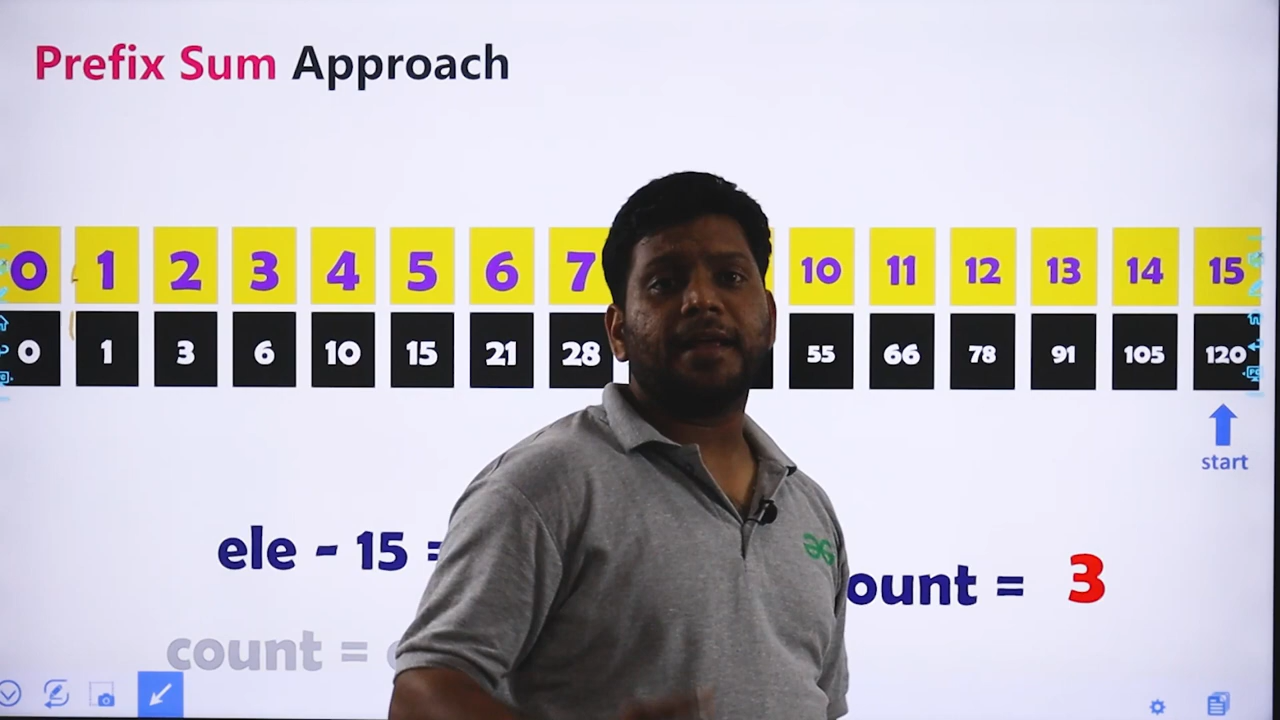 Prefix Sum Approach
0 1 2 3 4 5 6 7 10 11 12 13 14 15
0 1 3 6 10 15 21 28 55 66 78 91 105 120
start
ele - 15 =
ount = 3
count =